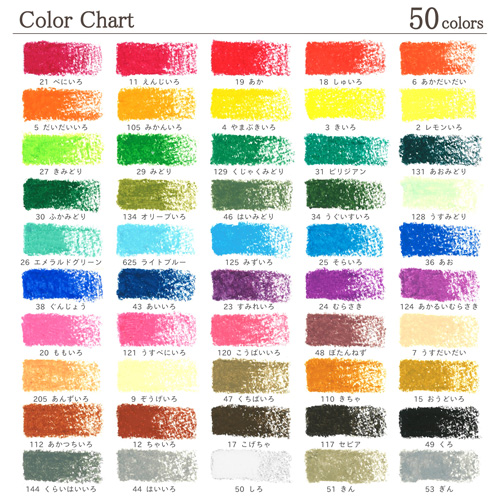 Color Chart 50 colors
21 べにいろ 11 えんじいろ 19 あか 18 しゅいろ 6 あかだいだい
5 だいだいいろ 105 みかんいろ 4 やまぶきいろ 3 きいろ 2 レモンいろ
27 きみどり 29 みどり 129 くじゃくみどり 31 ビリジアン 131 あおみどり
30 ふかみどり 134 オリーブいろ 46 はいみどり 34 うぐいすいろ 128 うすみどり
26 エメラルドグリーン 625 ライトブルー 125 みずいろ 25 そらいろ 36 あお
38 ぐんじょう 43 あいいろ 23 すみれいろ 24 むらさき 124 あかるいむらさき
20 ももいろ 121 うすべにいろ 120 こうばいいろ 48 ぼたんねず 7 うすだいだい
205 あんずいろ 9 ぞうげいろ 47 くちばいろ 110 きちゃ 15 おうどいろ
112 あかつちいろ 12 ちゃいろ 17 こげちゃ 117 セピア 49 くろ
144 くらいはいいろ 44 はいいろ 50 しろ 51 きん 53 ぎん